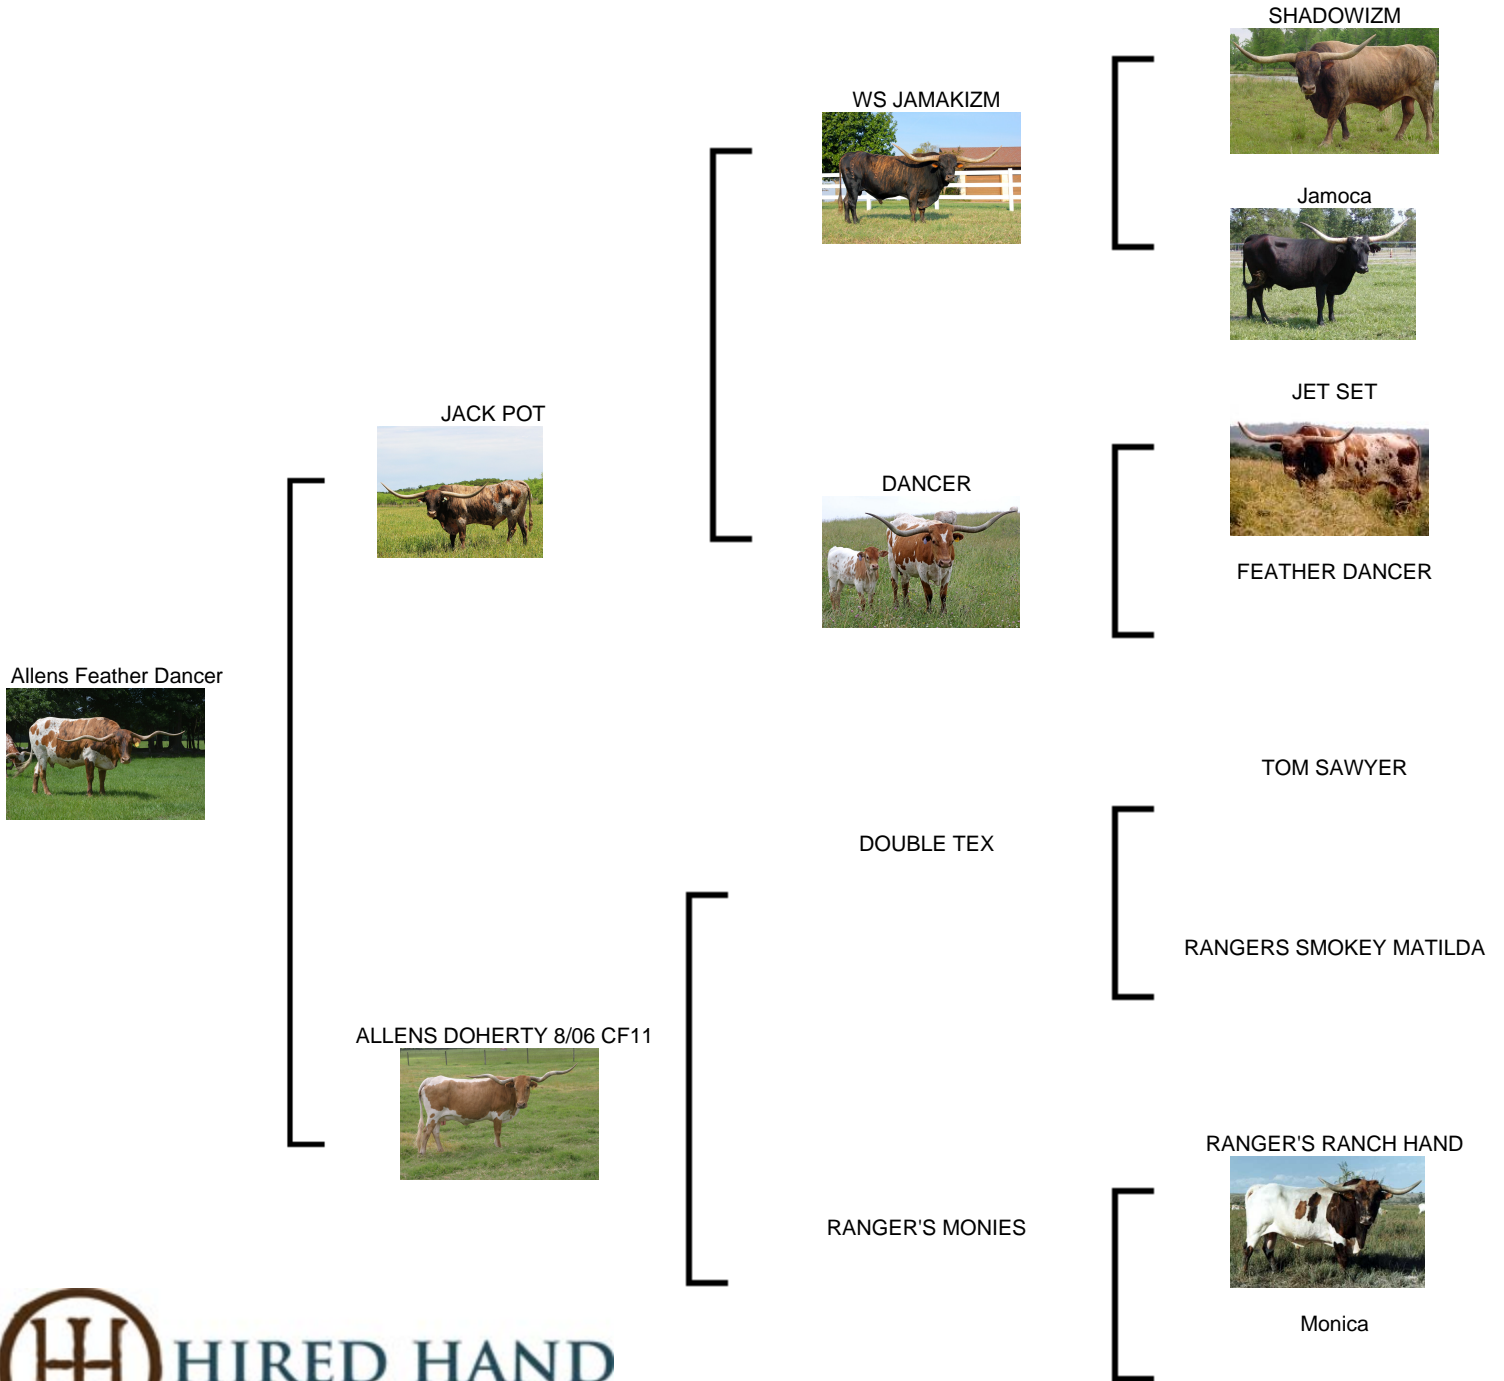 SHADOWIZM
WS JAMAKIZM
Jamoca
JET SET
JACK POT
DANCER
FEATHER DANCER
Allens Feather Dancer
TOM SAWYER
DOUBLE TEX
RANGERS SMOKEY MATILDA
ALLENS DOHERTY 8/06 CF11
RANGER'S RANCH HAND
RANGER'S MONIES
Monica
HIRED HAND